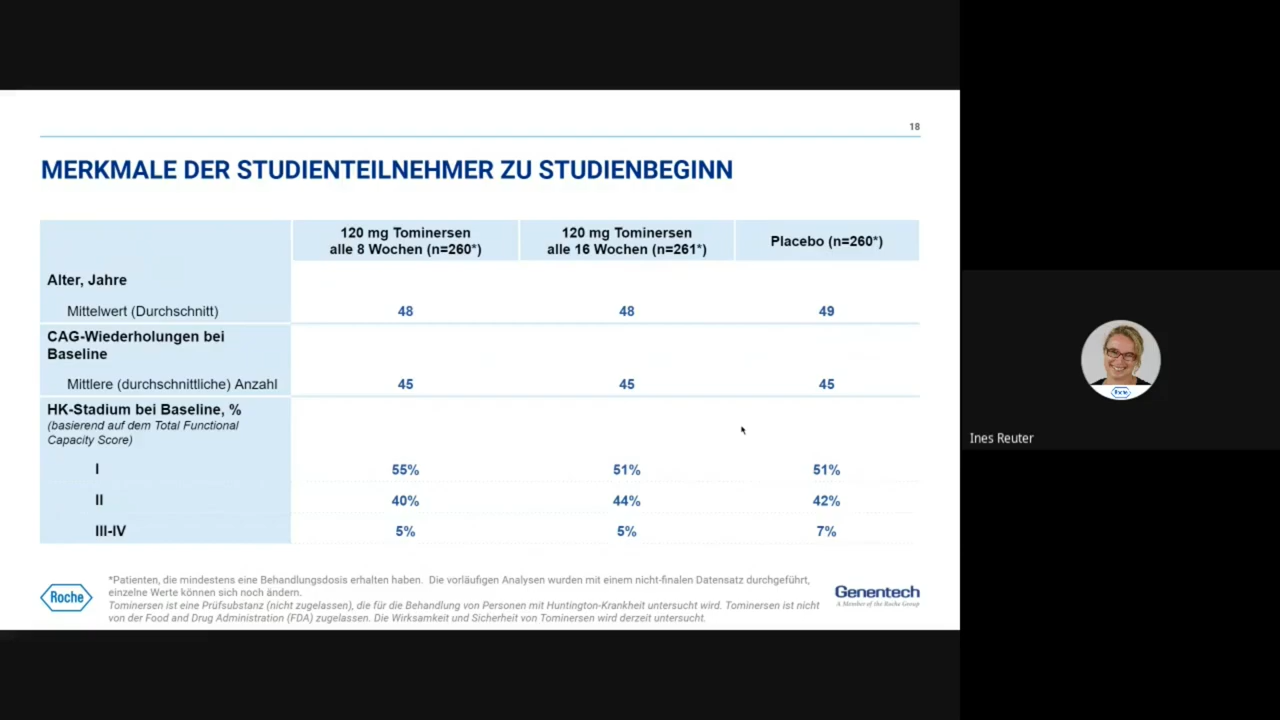 18
MERKMALE DER STUDIENTEILNEHMER ZU STUDIENBEGINN
120 mg Tominersen
alle 8 Wochen (n=260*)
120 mg Tominersen
alle 16 Wochen (n=261*)
Placebo (n=260*)
Alter, Jahre
Mittelwert (Durchschnitt) 48 48 49
CAG-Wiederholungen bei
Baseline
Mittlere (durchschnittliche) Anzahl 45 45 45
HK-Stadium bei Baseline, %
(basierend auf dem Total Functional
Capacity Score)
I 55% 51% 51%
II 40% 44% 42%
III-IV 5% 5% 7%
*Patienten, die mindestens eine Behandlungsdosis erhalten haben. Die vorläufigen Analysen wurden mit einem nicht-finalen Datensatz durchgeführt,
einzelne Werte können sich noch ändern.
Tominersen ist eine Prüfsubstanz (nicht zugelassen), die für die Behandlung von Personen mit Huntington-Krankheit untersucht wird. Tominersen ist nicht
von der Food and Drug Administration (FDA) zugelassen. Die Wirksamkeit und Sicherheit von Tominersen wird derzeit untersucht.
Roche
Genentech
A Member of the Roche Group
Ines Reuter